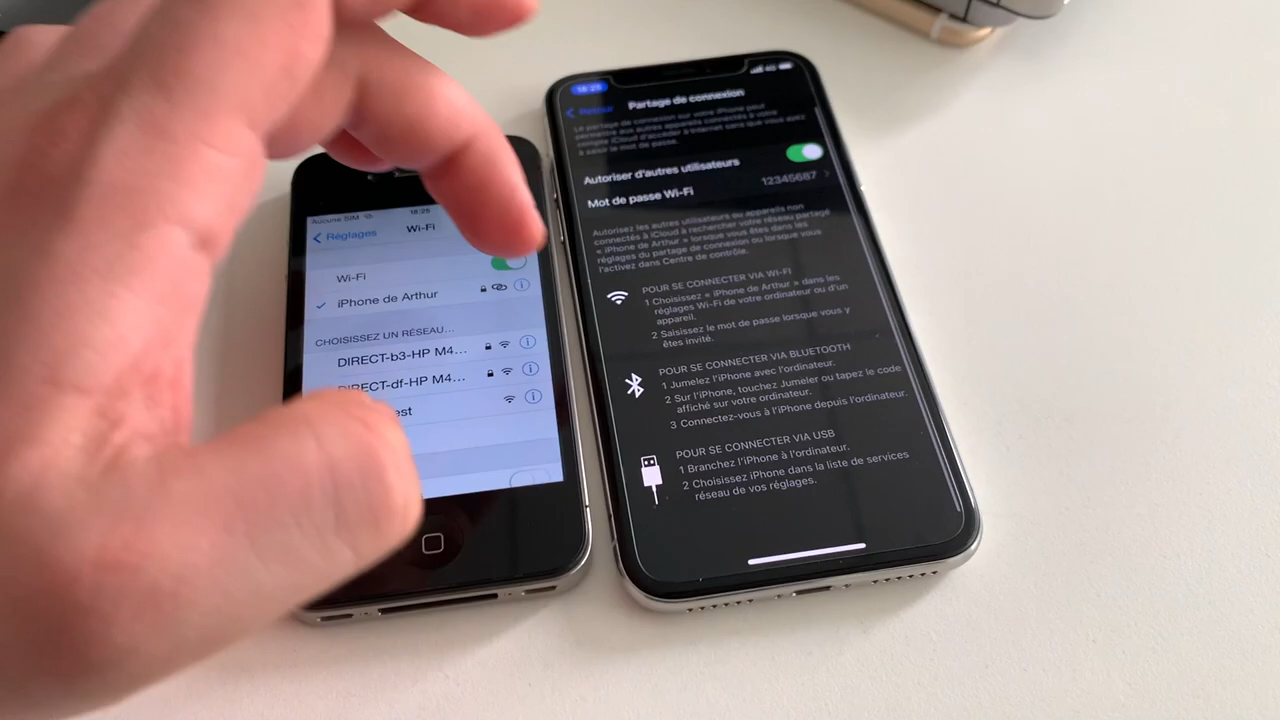 Aucune SIM
18:25
Réglages
Wi-Fi
Wi-Fi
iPhone de Arthur
CHOISISSEZ UN RÉSEAU...
DIRECT-b3-HP M4...
DIRECT-df-HP M4...
est
18:25
4G
Retour
Partage de connexion
Le partage de connexion sur votre iPhone peut
permettre aux autres appareils connectés à votre
compte iCloud d'accéder à Internet sans que vous ayez
à saisir le mot de passe.
Autoriser d'autres utilisateurs
Mot de passe Wi-Fi
12345687
Autorisez les autres utilisateurs ou appareils non
connectés à iCloud à rechercher votre réseau partagé
« iPhone de Arthur » lorsque vous êtes dans les
réglages du partage de connexion ou lorsque vous
l'activez dans Centre de contrôle.
POUR SE CONNECTER VIA WI-FI
1 Choisissez « iPhone de Arthur » dans les
réglages Wi-Fi de votre ordinateur ou d'un
appareil.
2 Saisissez le mot de passe lorsque vous y
êtes invité.
POUR SE CONNECTER VIA BLUETOOTH
1 Jumelez l'iPhone avec l'ordinateur.
2 Sur l'iPhone, touchez Jumeler ou tapez le code
affiché sur votre ordinateur.
3 Connectez-vous à l'iPhone depuis l'ordinateur.
POUR SE CONNECTER VIA USB
1 Branchez l'iPhone à l'ordinateur.
2 Choisissez iPhone dans la liste de services
réseau de vos réglages.